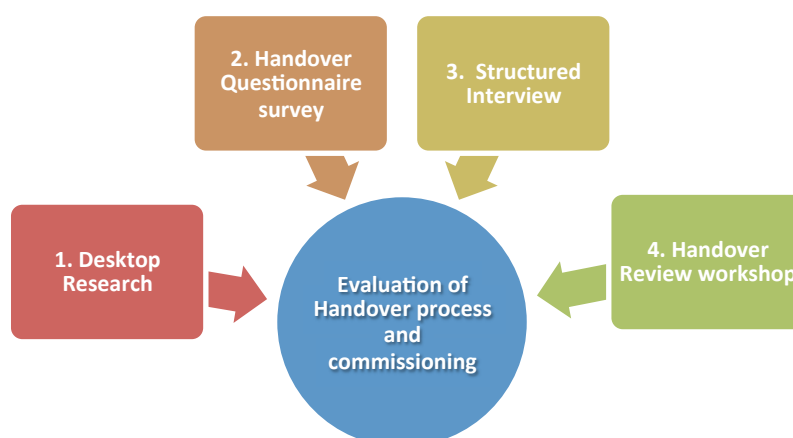 2. Handover
Questionnaire
survey
3. Structured
Interview
1. Desktop
Research
4. Handover
Review workshop
Evaluation of
Handover process
and
commissioning